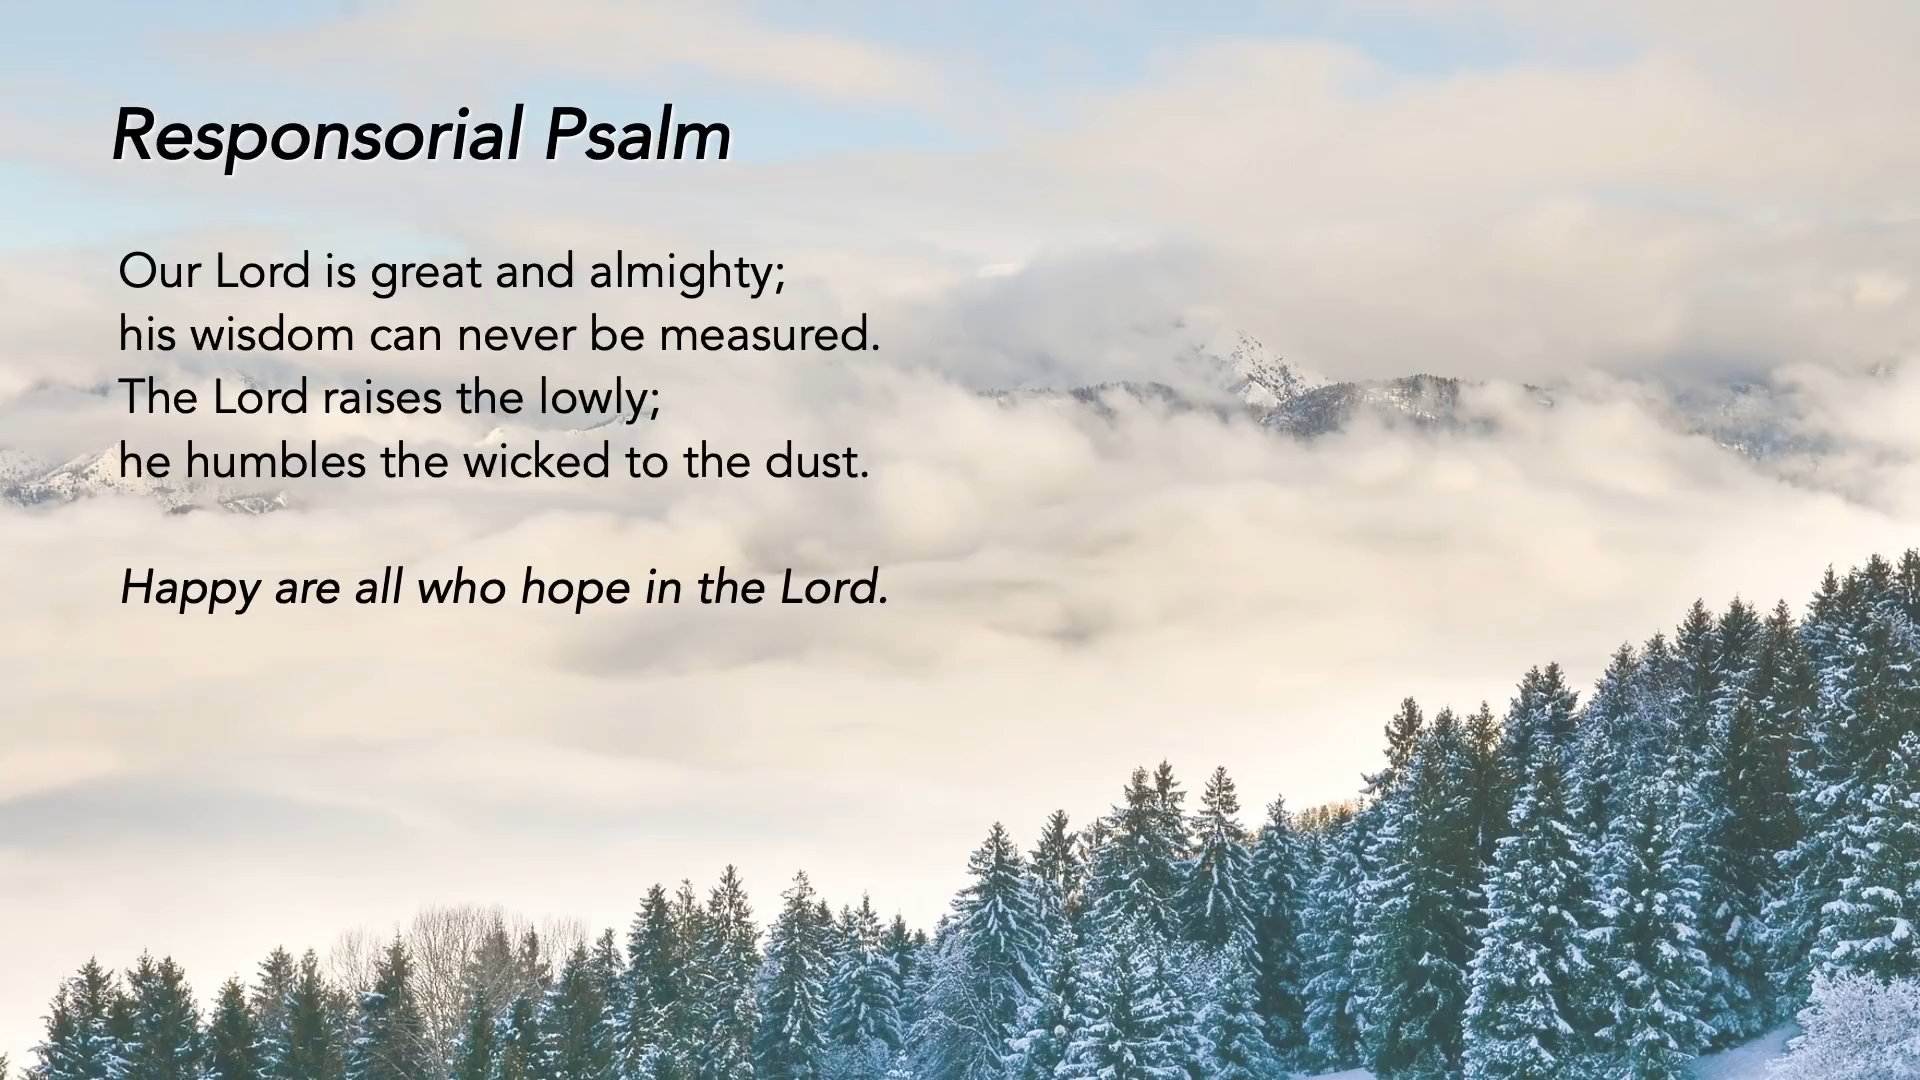 Responsorial Psalm
Our Lord is great and almighty;
his wisdom can never be measured.
The Lord raises the lowly;
he humbles the wicked to the dust.
Happy are all who hope in the Lord.